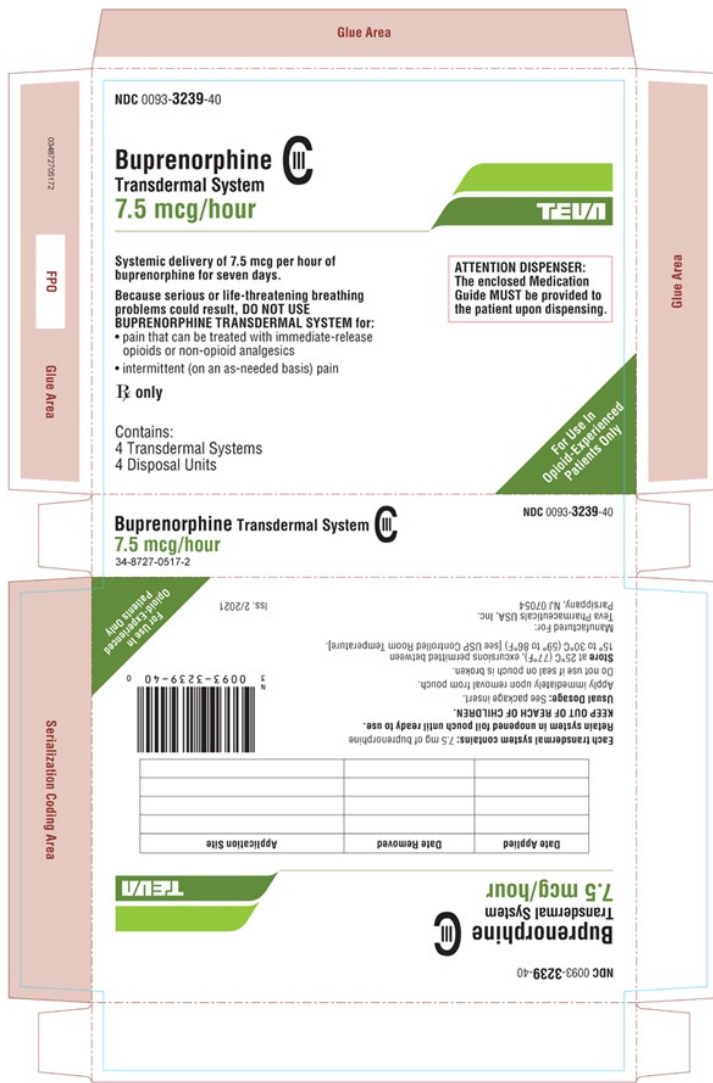 Glue Area
NDC 0093-3239-40
Buprenorphine CIII
Transdermal System
7.5 mcg/hour
TEVA
Systemic delivery of 7.5 mcg per hour of
buprenorphine for seven days.
Because serious or life-threatening breathing
problems could result, DO NOT USE
BUPRENORPHINE TRANSDERMAL SYSTEM for:
• pain that can be treated with immediate-release
opioids or non-opioid analgesics
• intermittent (on an as-needed basis) pain
Rx only
Contains:
4 Transdermal Systems
4 Disposal Units
ATTENTION DISPENSER:
The enclosed Medication
Guide MUST be provided to
the patient upon dispensing.
For Use In
Opioid-Experienced
Patients Only
034872705172
FPO
Glue Area
Glue Area
Buprenorphine Transdermal System CIII
7.5 mcg/hour
34-8727-0517-2
NDC 0093-3239-40
NDC 0093-3239-40
Buprenorphine CIII
Transdermal System
7.5 mcg/hour
TEVA
Date Applied
Date Removed
Application Site
Each transdermal system contains: 7.5 mg of buprenorphine
Retain system in unopened foil pouch until ready to use.
KEEP OUT OF REACH OF CHILDREN.
Usual Dosage: See package insert.
Apply immediately upon removal from pouch.
Do not use if seal on pouch is broken.
Store at 25°C (77°F), excursions permitted between
15° to 30°C (59° to 86°F) [see USP Controlled Room Temperature].
Manufactured For:
Teva Pharmaceuticals USA, Inc.
Parsippany, NJ 07054
Iss. 2/2021
N
3 0093-3239-40 0
For Use In
Opioid-Experienced
Patients Only
Serialization Coding Area